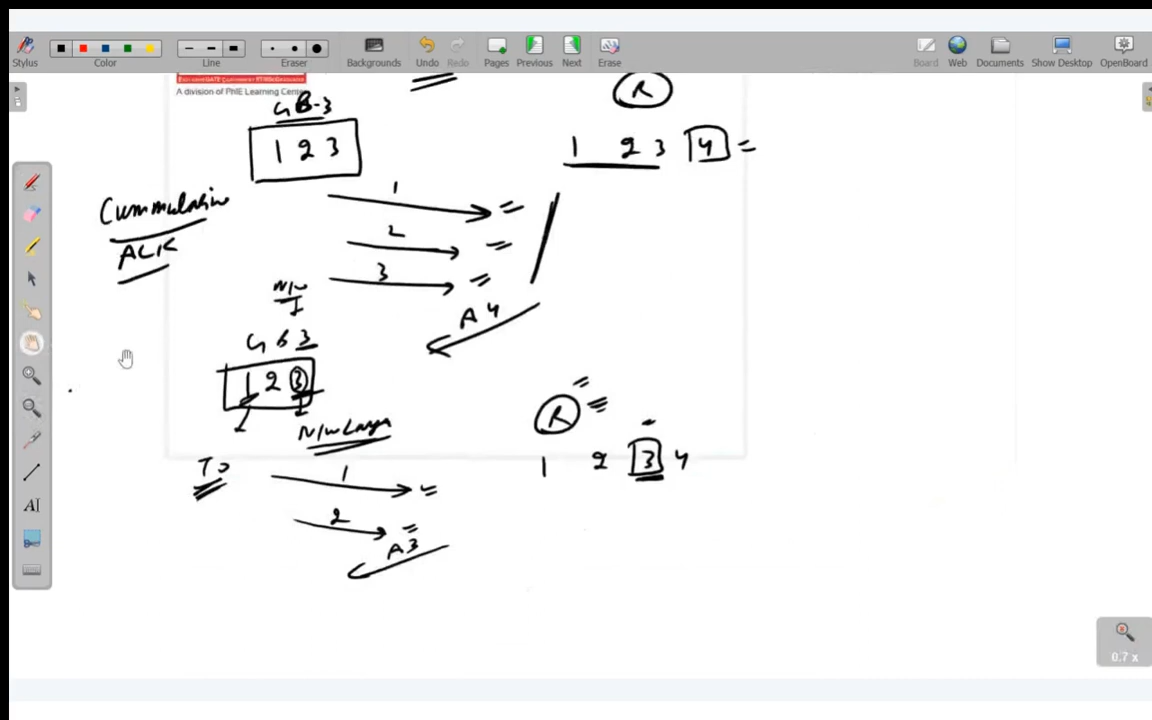 Stylus Color Line Eraser Backgrounds Undo Redo Pages Previous Next Erase Board Web Documents Show Desktop OpenBoard
A division of PhIE Learning Center
GB-3
1 2 3
R
1 2 3 4 =
Cummulative
ACK
1 =
2 =
3 =
A4
N/w
I
GB3
1 2 3
N/w Layer
R
1 2 3 4
TO
1 =
2 =
A3
AI
0.7 x